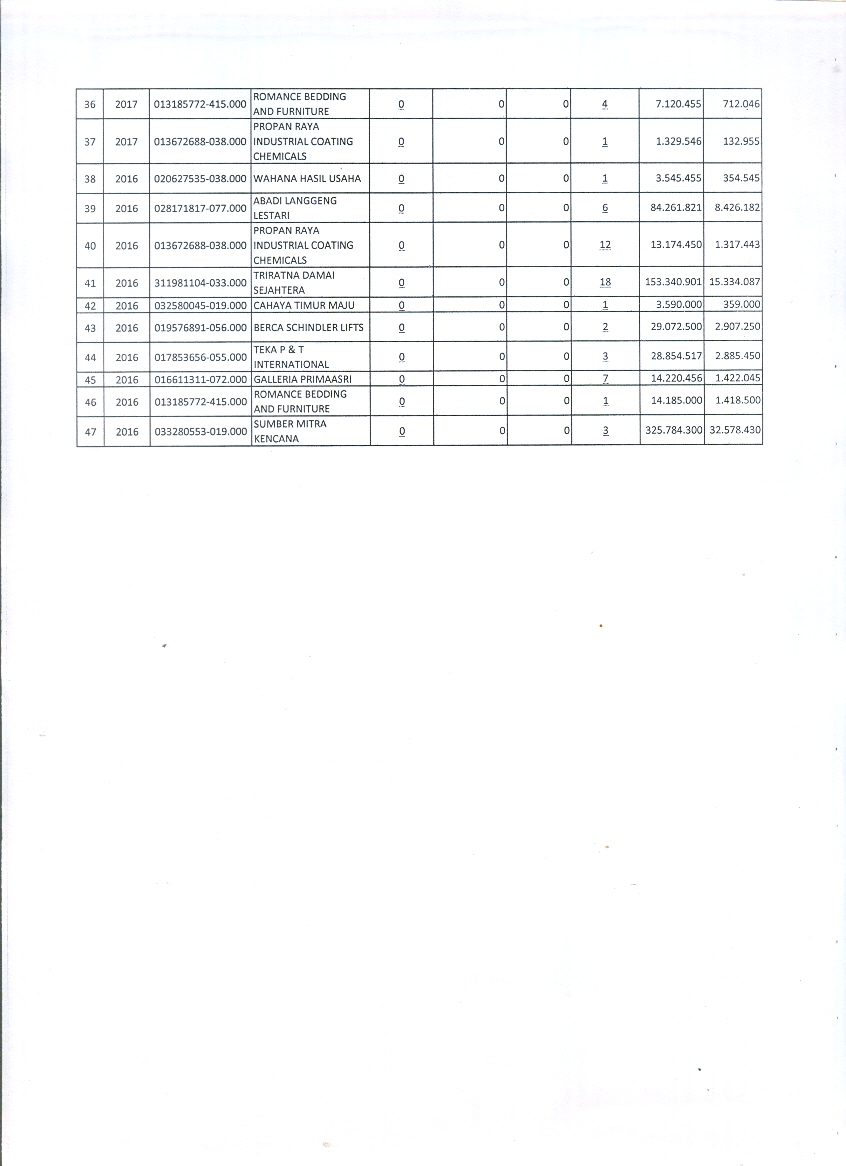 36 2017 013185772-415.000 ROMANCE BEDDING AND FURNITURE 0 0 0 4 7.120.455 712.046
37 2017 013672688-038.000 PROPAN RAYA INDUSTRIAL COATING CHEMICALS 0 0 0 1 1.329.546 132.955
38 2016 020627535-038.000 WAHANA HASIL USAHA 0 0 0 1 3.545.455 354.545
39 2016 028171817-077.000 ABADI LANGGENG LESTARI 0 0 0 6 84.261.821 8.426.182
40 2016 013672688-038.000 PROPAN RAYA INDUSTRIAL COATING CHEMICALS 0 0 0 12 13.174.450 1.317.443
41 2016 311981104-033.000 TRIRATNA DAMAI SEJAHTERA 0 0 0 18 153.340.901 15.334.087
42 2016 032580045-019.000 CAHAYA TIMUR MAJU 0 0 0 1 3.590.000 359.000
43 2016 019576891-056.000 BERCA SCHINDLER LIFTS 0 0 0 2 29.072.500 2.907.250
44 2016 017853656-055.000 TEKA P & T INTERNATIONAL 0 0 0 3 28.854.517 2.885.450
45 2016 016611311-072.000 GALLERIA PRIMAASRI 0 0 0 7 14.220.456 1.422.045
46 2016 013185772-415.000 ROMANCE BEDDING AND FURNITURE 0 0 0 1 14.185.000 1.418.500
47 2016 033280553-019.000 SUMBER MITRA KENCANA 0 0 0 3 325.784.300 32.578.430